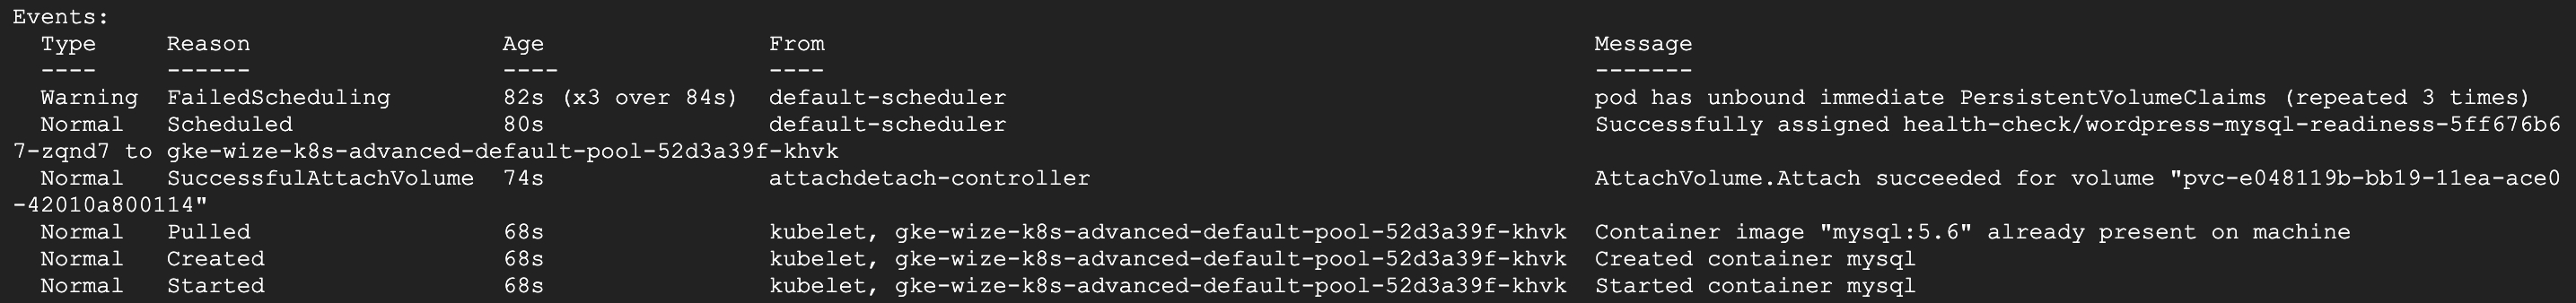 Events:
  Type     Reason                  Age                From                                                        Message
  ----     ------                  ----               ----                                                        -------
  Warning  FailedScheduling        82s (x3 over 84s)  default-scheduler                                           pod has unbound immediate PersistentVolumeClaims (repeated 3 times)
  Normal   Scheduled               80s                default-scheduler                                           Successfully assigned health-check/wordpress-mysql-readiness-5ff676b6
7-zqnd7 to gke-wize-k8s-advanced-default-pool-52d3a39f-khvk
  Normal   SuccessfulAttachVolume  74s                attachdetach-controller                                     AttachVolume.Attach succeeded for volume "pvc-e048119b-bb19-11ea-ace0
-42010a800114"
  Normal   Pulled                  68s                kubelet, gke-wize-k8s-advanced-default-pool-52d3a39f-khvk  Container image "mysql:5.6" already present on machine
  Normal   Created                 68s                kubelet, gke-wize-k8s-advanced-default-pool-52d3a39f-khvk  Created container mysql
  Normal   Started                 68s                kubelet, gke-wize-k8s-advanced-default-pool-52d3a39f-khvk  Started container mysql